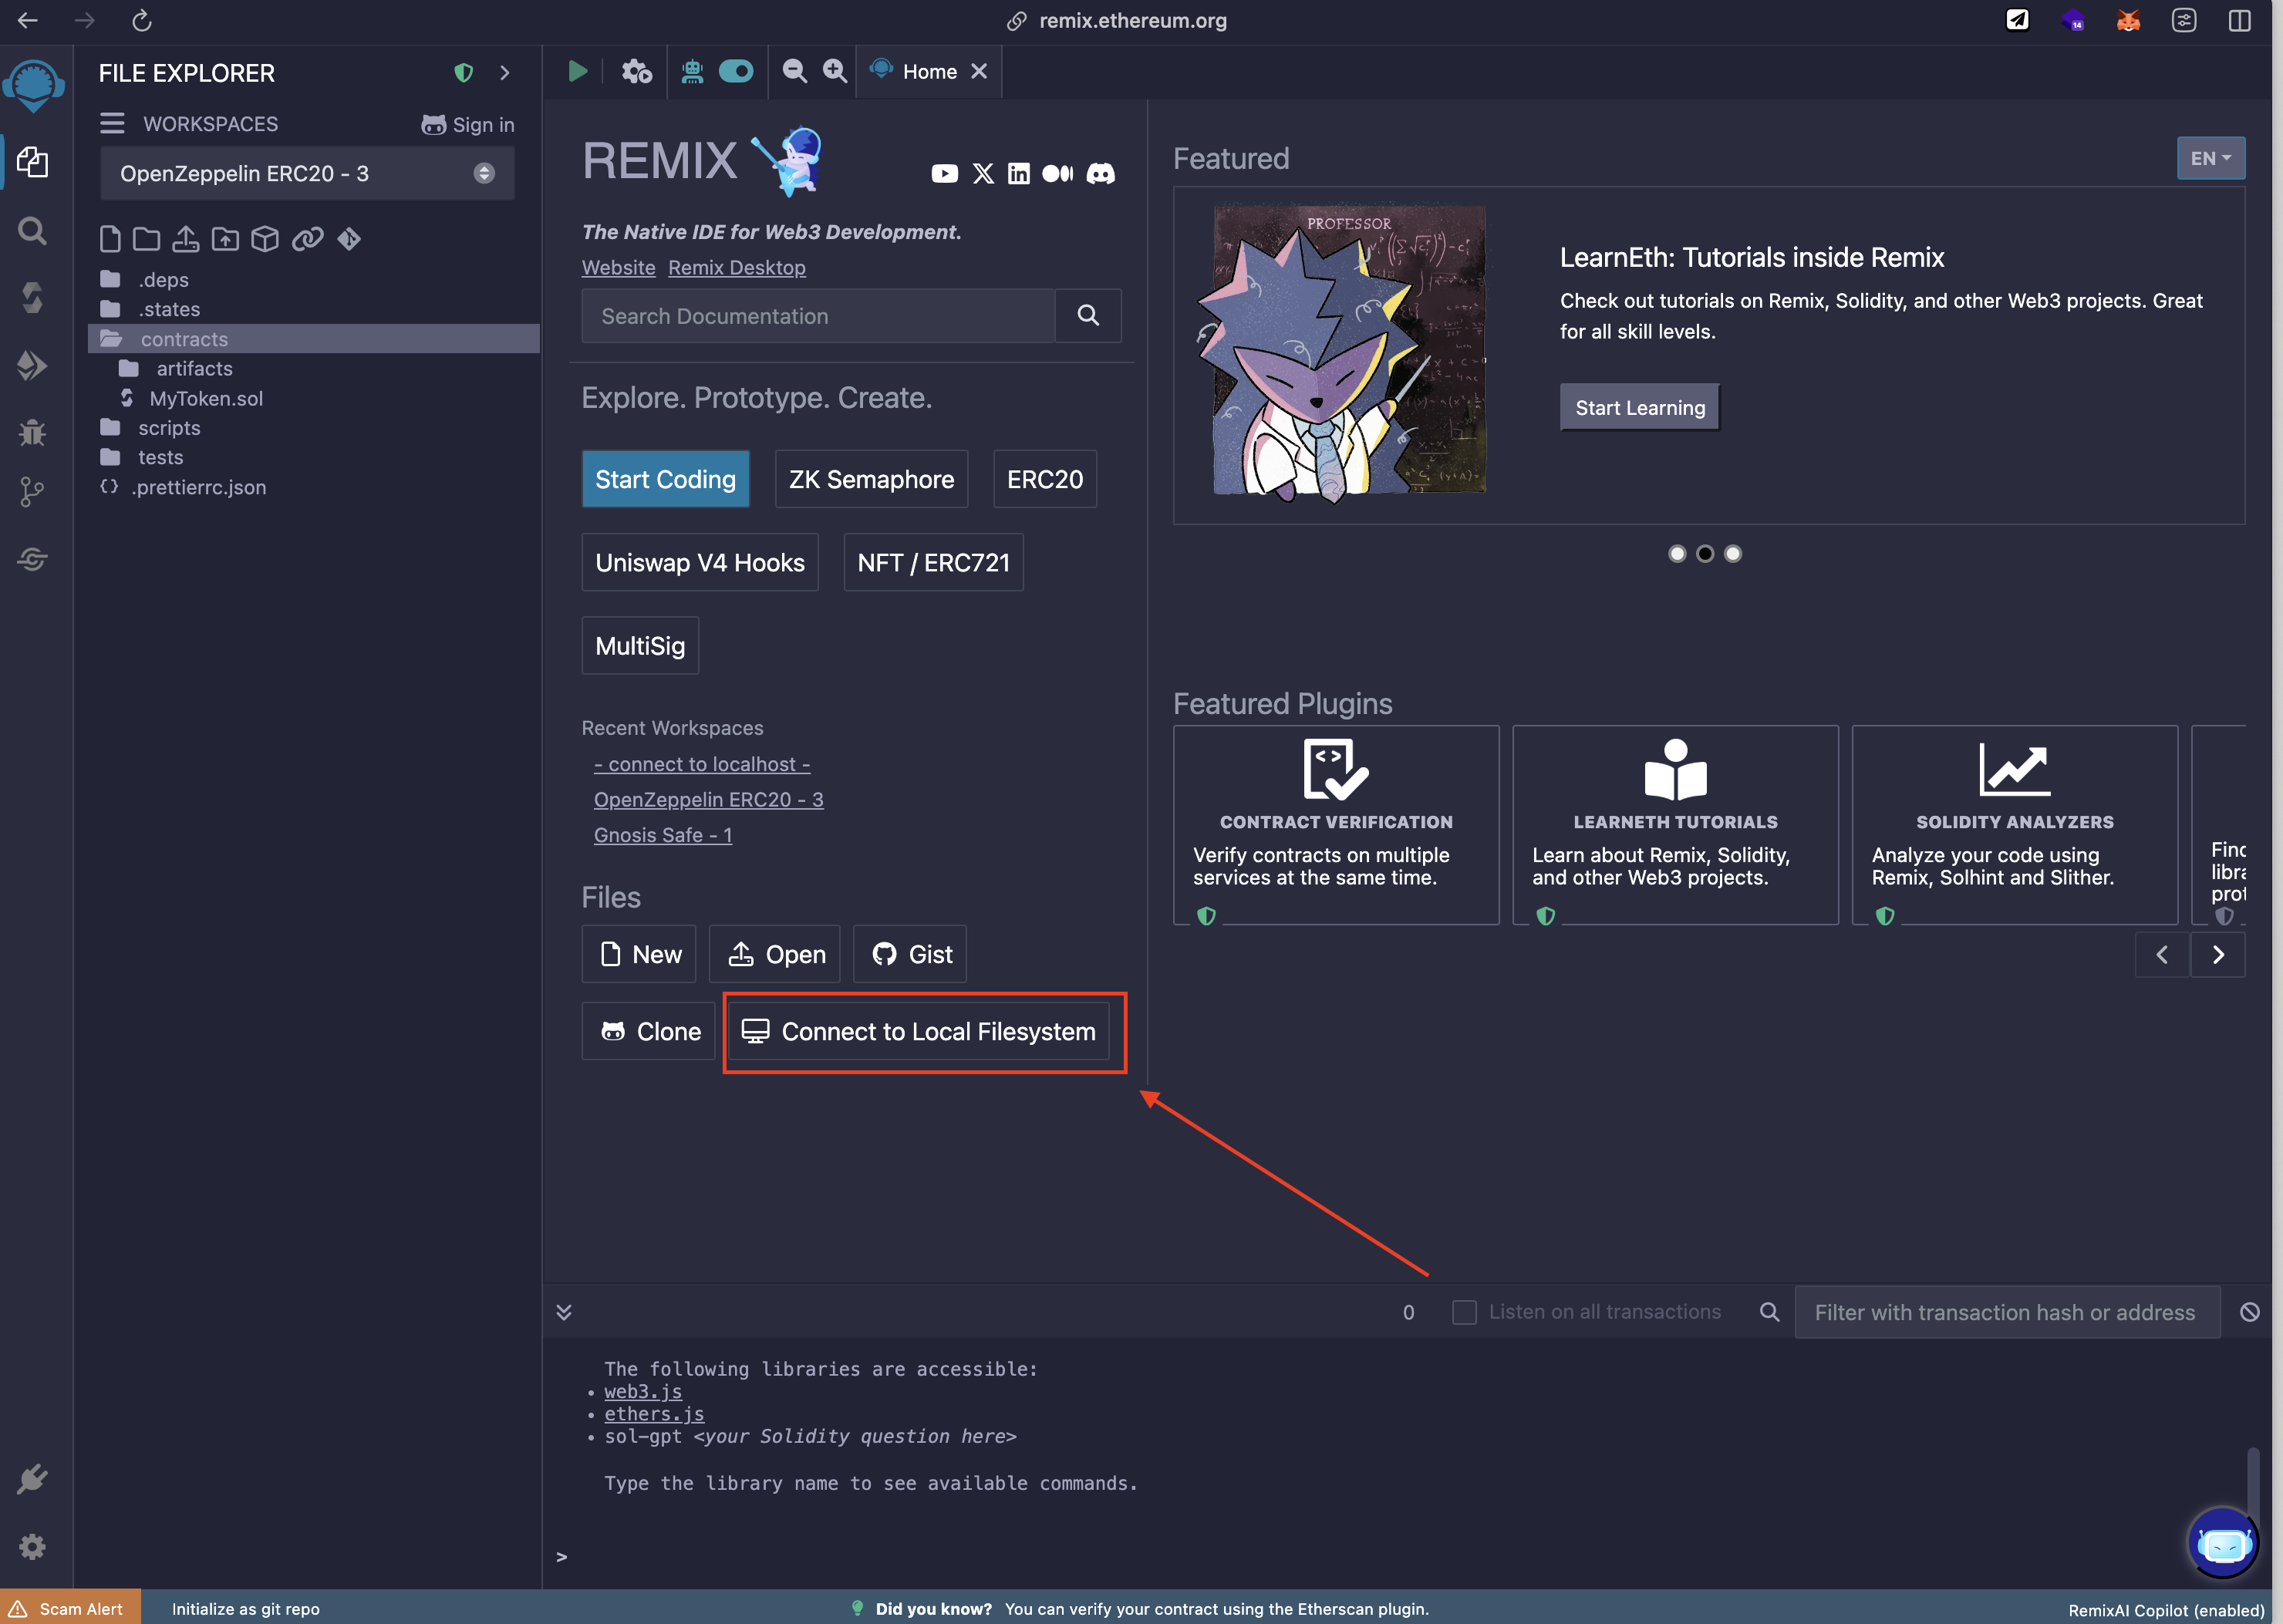 remix.ethereum.org
14
FILE EXPLORER
WORKSPACES
Sign in
OpenZeppelin ERC20 - 3
.deps
.states
contracts
artifacts
MyToken.sol
scripts
tests
.prettierrc.json
Home
REMIX
The Native IDE for Web3 Development.
Website Remix Desktop
Search Documentation
Explore. Prototype. Create.
Start Coding
ZK Semaphore
ERC20
Uniswap V4 Hooks
NFT / ERC721
MultiSig
Recent Workspaces
- connect to localhost -
OpenZeppelin ERC20 - 3
Gnosis Safe - 1
Files
New
Open
Gist
Clone
Connect to Local Filesystem
Featured
EN
PROFESSOR
LearnEth: Tutorials inside Remix
Check out tutorials on Remix, Solidity, and other Web3 projects. Great
for all skill levels.
Start Learning
Featured Plugins
CONTRACT VERIFICATION
Verify contracts on multiple
services at the same time.
LEARNETH TUTORIALS
Learn about Remix, Solidity,
and other Web3 projects.
SOLIDITY ANALYZERS
Analyze your code using
Remix, Solhint and Slither.
0
Listen on all transactions
Filter with transaction hash or address
The following libraries are accessible:
• web3.js
• ethers.js
• sol-gpt <your Solidity question here>
Type the library name to see available commands.
>
Scam Alert
Initialize as git repo
Did you know? You can verify your contract using the Etherscan plugin.
RemixAI Copilot (enabled)